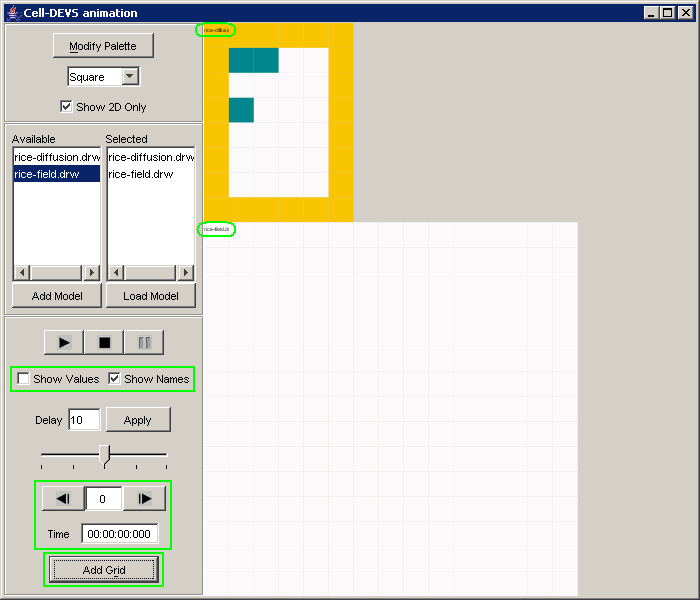 Cell-DEVS animation
Modify Palette
Square
Show 2D Only
Available
Selected
rice-diffusion.drw
rice-field.drw
rice-diffusion.drw
rice-field.drw
Add Model
Load Model
Show Values
Show Names
Delay
10
Apply
0
Time
00:00:00:000
Add Grid
rice-diffusi
rice-field.dr